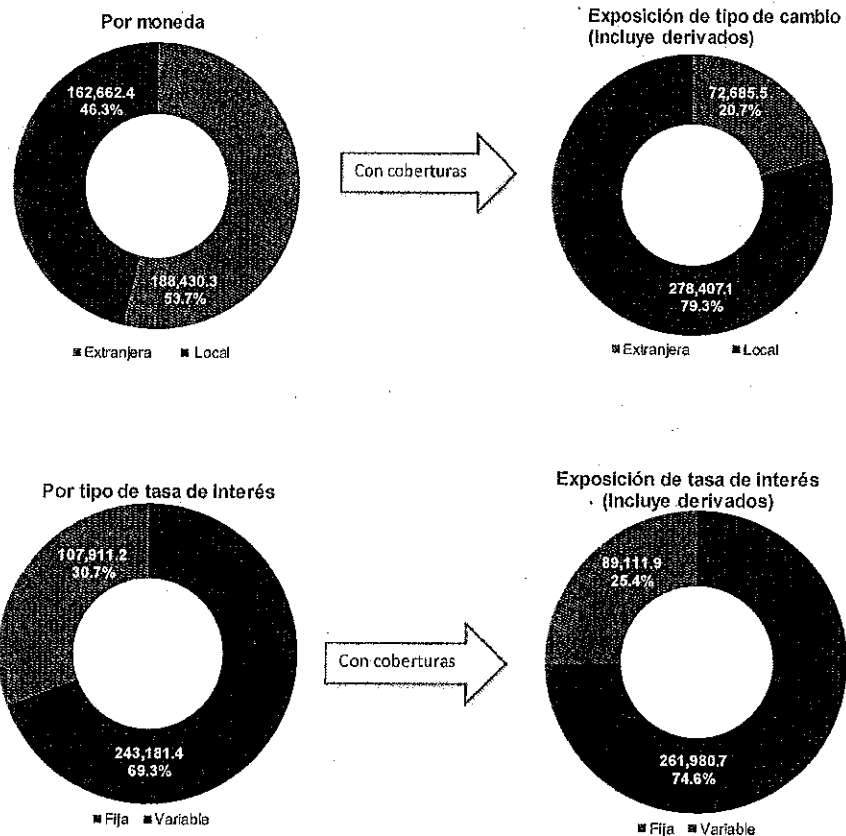 Por moneda
162,662.4
46.3%
188,430.3
53.7%
Extranjera Local
Con coberturas
Exposición de tipo de cambio
(Incluye derivados)
72,685.5
20.7%
278,407.1
79.3%
Extranjera Local
Por tipo de tasa de interés
107,911.2
30.7%
243,181.4
69.3%
Fija Variable
Con coberturas
Exposición de tasa de interés
(Incluye derivados)
89,111.9
25.4%
261,980.7
74.6%
Fija Variable